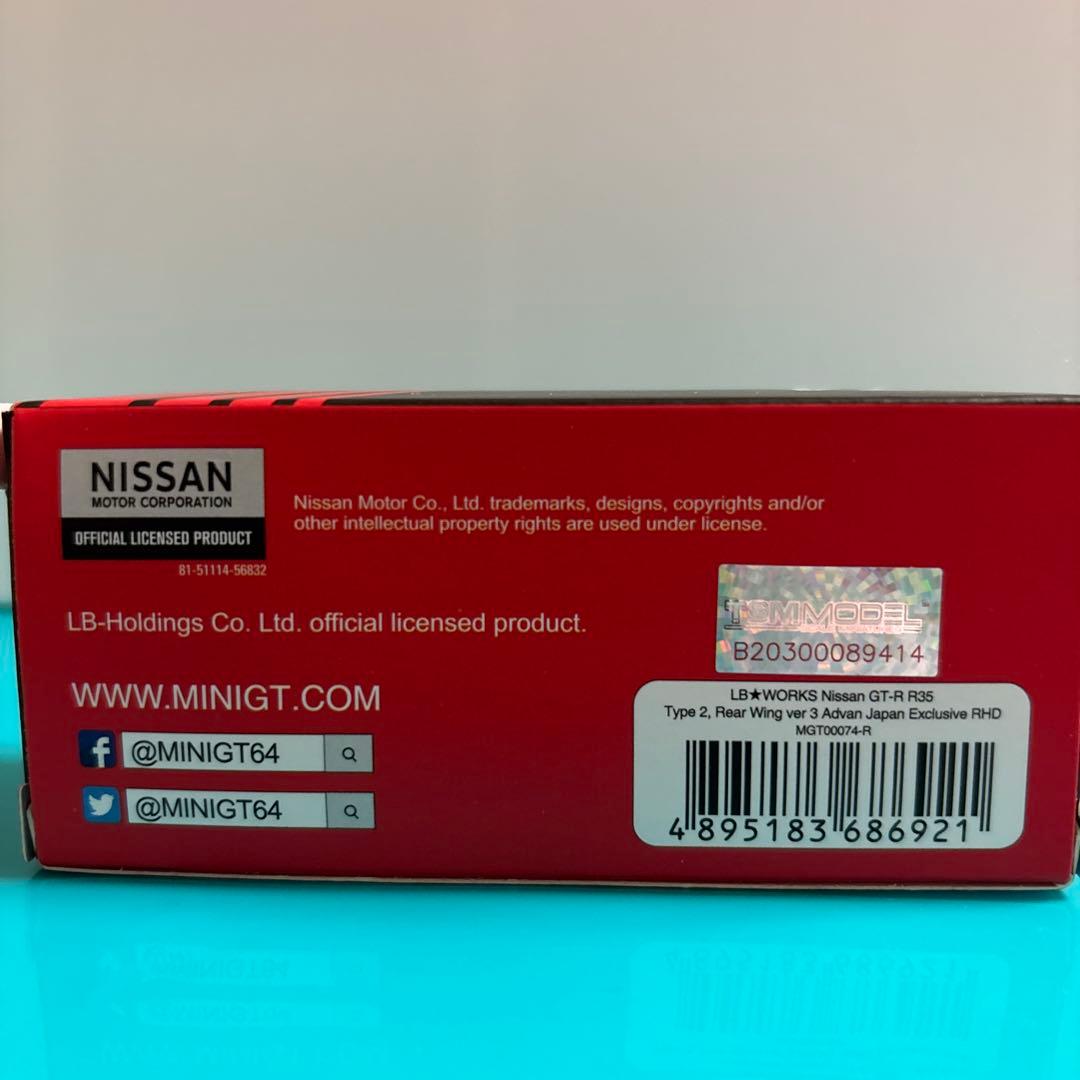 NISSAN
MOTOR CORPORATION
OFFICIAL LICENSED PRODUCT
81-51114-56832
Nissan Motor Co., Ltd. trademarks, designs, copyrights and/or
other intellectual property rights are used under license.
LB-Holdings Co. Ltd. official licensed product.
TSMMODEL
B20300089414
WWW.MINIGT.COM
@MINIGT64
@MINIGT64
LB★WORKS Nissan GT-R R35
Type 2, Rear Wing ver 3 Advan Japan Exclusive RHD
MGT00074-R
4 895183 686921